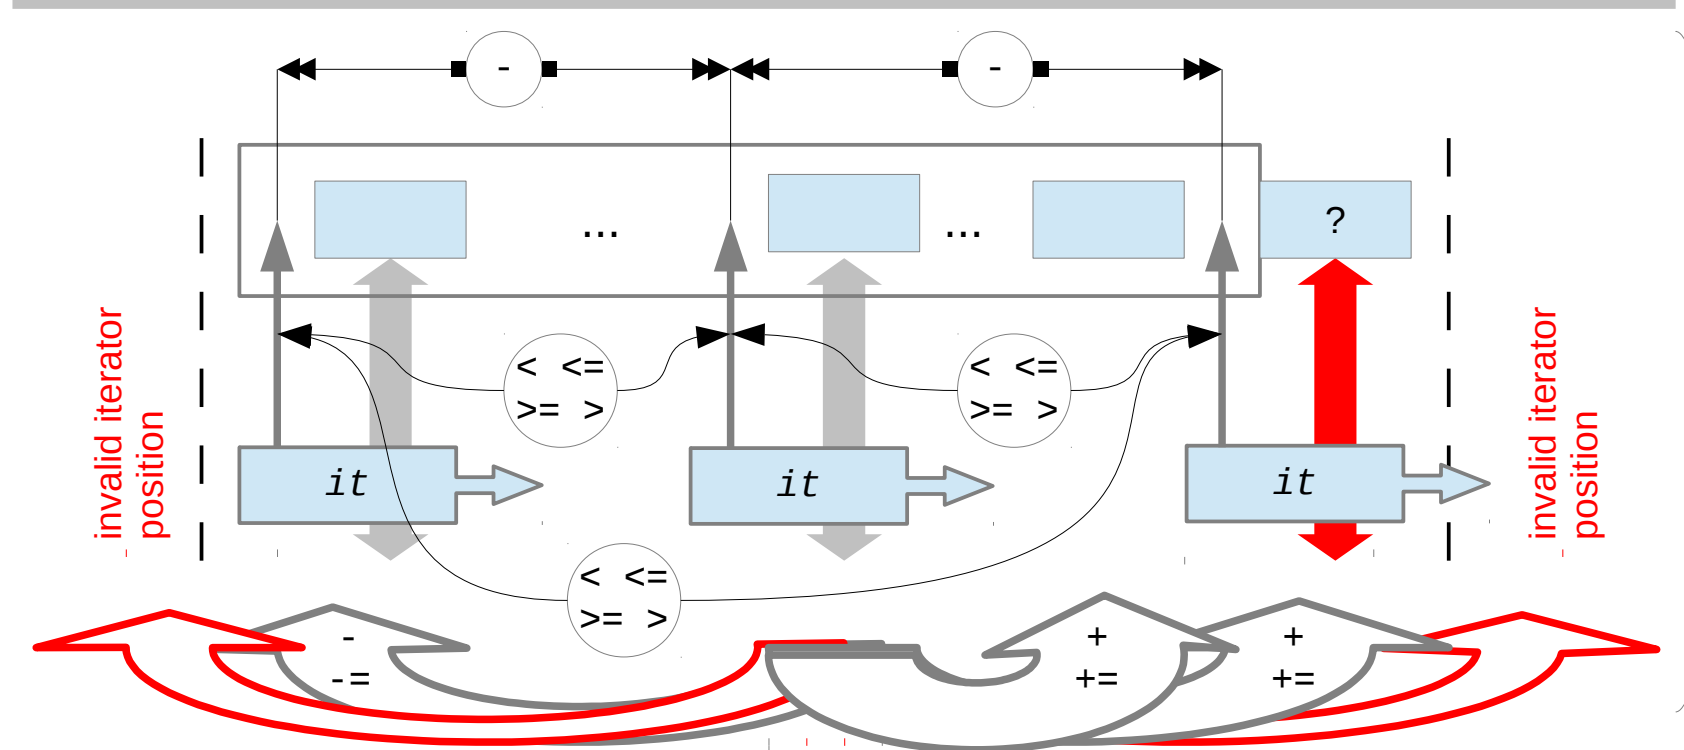 -
-
...
...
?
invalid iterator
position
< <=
>= >
< <=
>= >
invalid iterator
position
it
it
it
< <=
>= >
-
-=
+
+=
+
+=